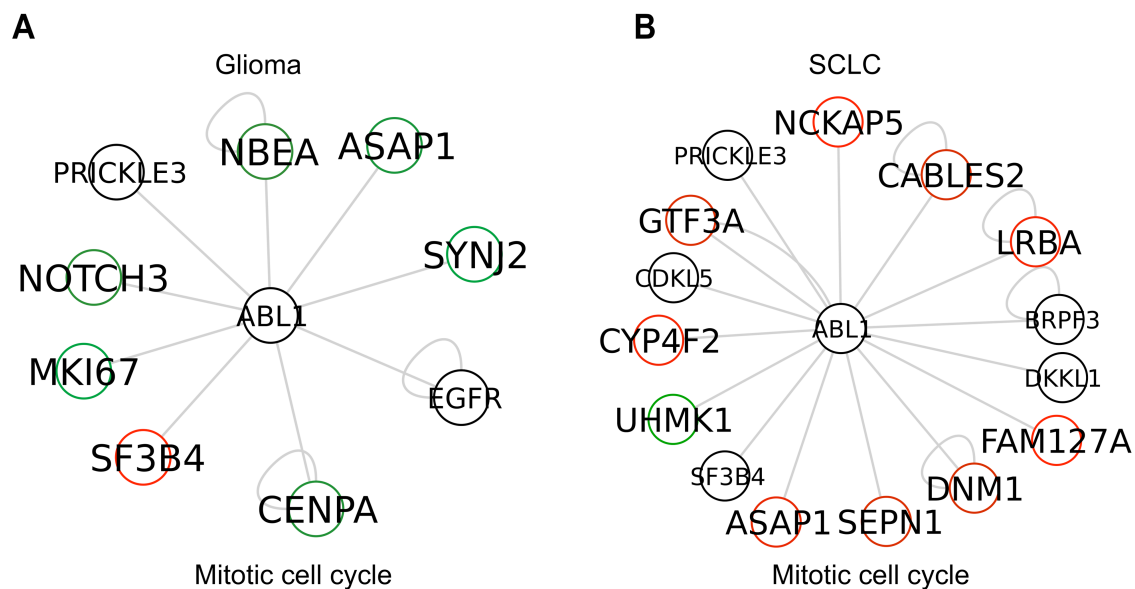 A
Glioma
NBEA
ASAP1
PRICKLE3
SYNJ2
NOTCH3
ABL1
MKI67
EGFR
SF3B4
CENPA
Mitotic cell cycle
B
SCLC
NCKAP5
PRICKLE3
CABLES2
GTF3A
LRBA
CDKL5
BRPF3
ABL1
CYP4F2
DKKL1
UHMK1
FAM127A
SF3B4
DNM1
ASAP1
SEPN1
Mitotic cell cycle